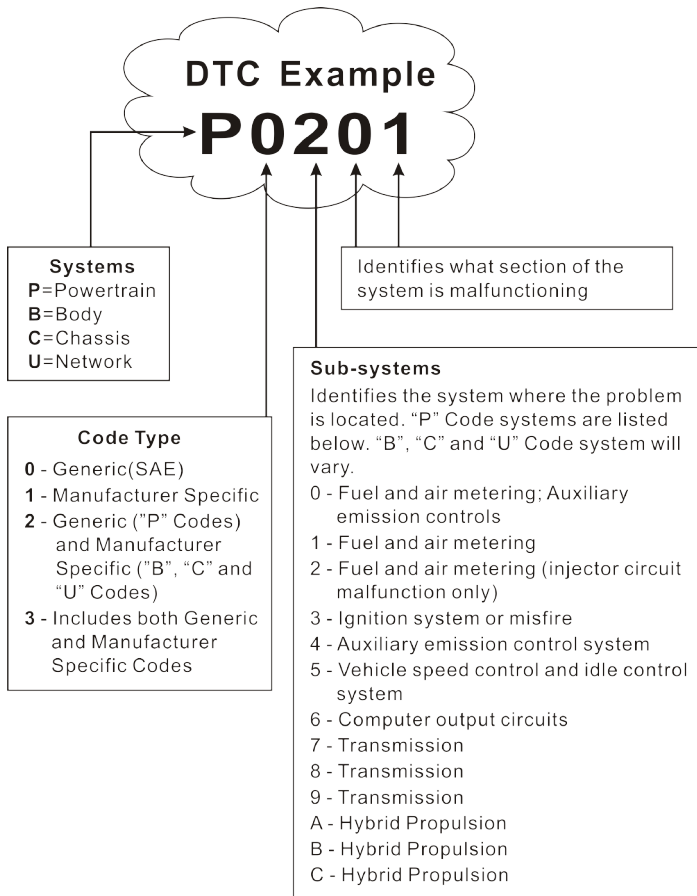 DTC Example
P0201
Systems
P=Powertrain
B=Body
C=Chassis
U=Network
Identifies what section of the
system is malfunctioning
Code Type
0 - Generic(SAE)
1 - Manufacturer Specific
2 - Generic ("P" Codes)
and Manufacturer
Specific ("B", "C" and
"U" Codes)
3 - Includes both Generic
and Manufacturer
Specific Codes
Sub-systems
Identifies the system where the problem
is located. “P” Code systems are listed
below. “B”, “C” and “U” Code system will
vary.
0 - Fuel and air metering; Auxiliary
emission controls
1 - Fuel and air metering
2 - Fuel and air metering (injector circuit
malfunction only)
3 - Ignition system or misfire
4 - Auxiliary emission control system
5 - Vehicle speed control and idle control
system
6 - Computer output circuits
7 - Transmission
8 - Transmission
9 - Transmission
A - Hybrid Propulsion
B - Hybrid Propulsion
C - Hybrid Propulsion